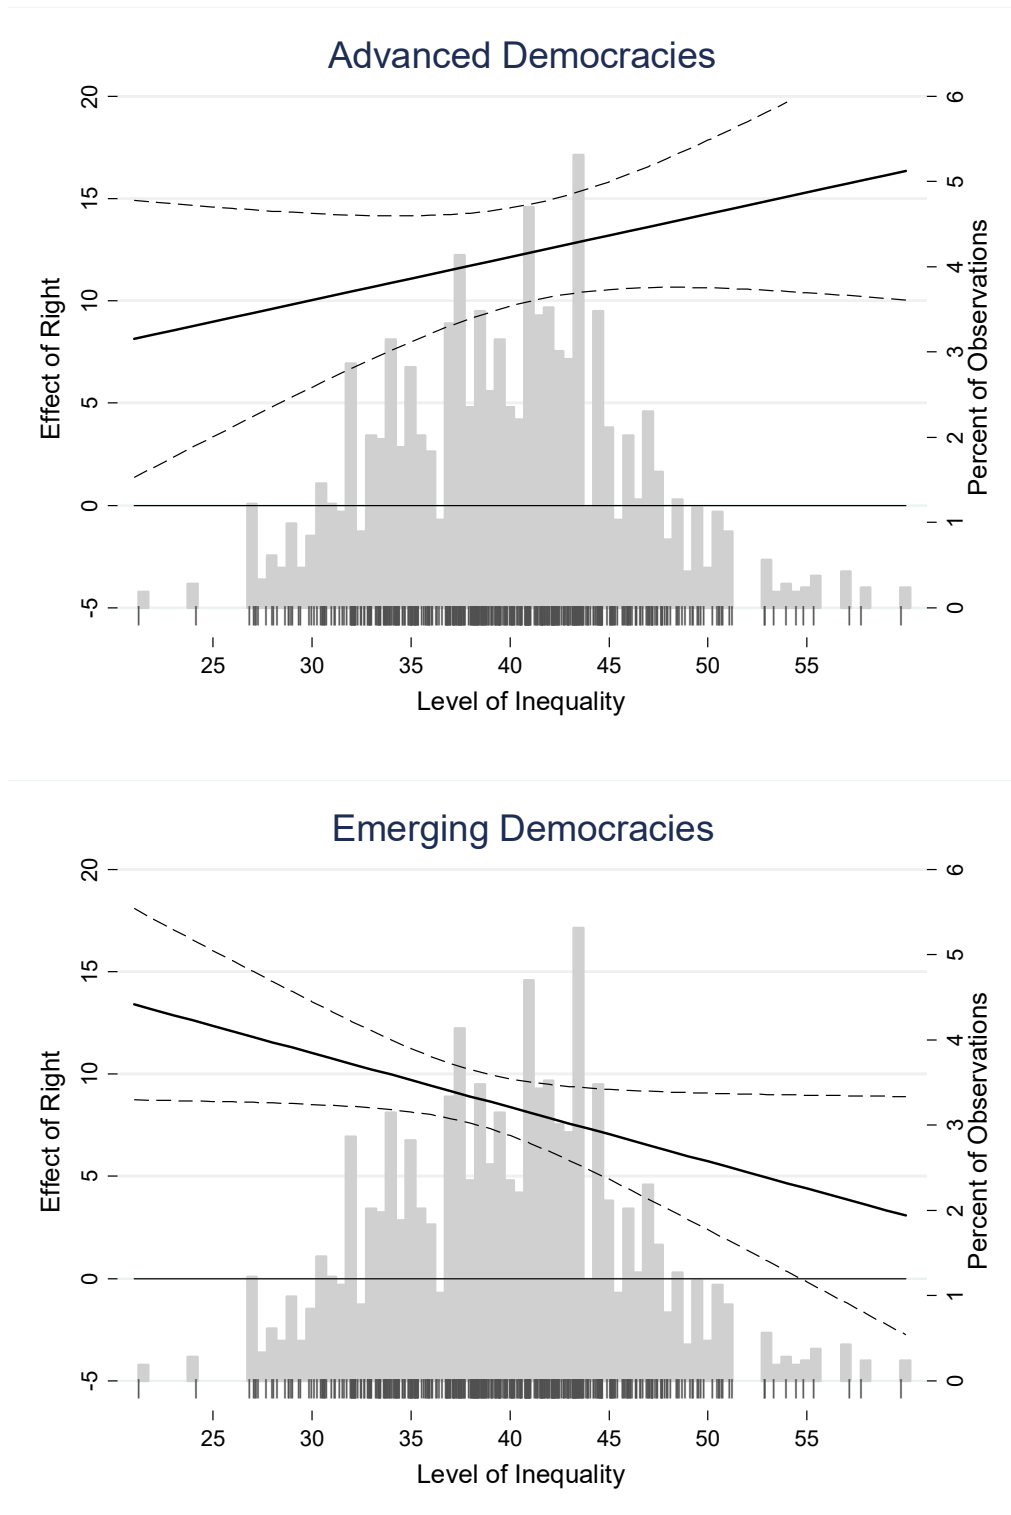 Advanced Democracies
20
15
10
5
0
-5
Effect of Right
6
5
4
3
2
1
0
Percent of Observations
25 30 35 40 45 50 55
Level of Inequality
Emerging Democracies
20
15
10
5
0
-5
Effect of Right
6
5
4
3
2
1
0
Percent of Observations
25 30 35 40 45 50 55
Level of Inequality